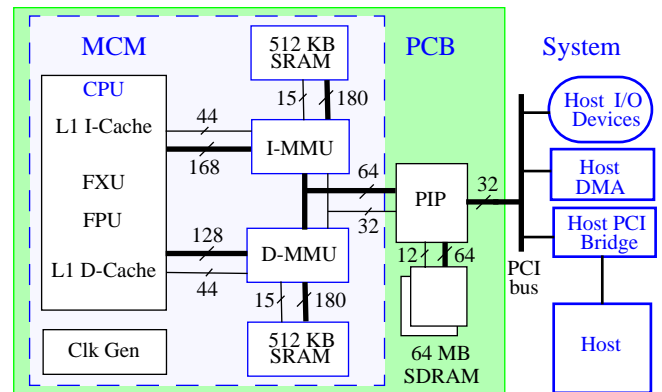 MCM
PCB
System
512 KB
SRAM
CPU
L1 I-Cache
FXU
FPU
L1 D-Cache
44
168
15
180
I-MMU
64
32
PIP
32
Host I/O
Devices
Host
DMA
Host PCI
Bridge
128
44
D-MMU
15
180
12
64
PCI
bus
Clk Gen
512 KB
SRAM
64 MB
SDRAM
Host